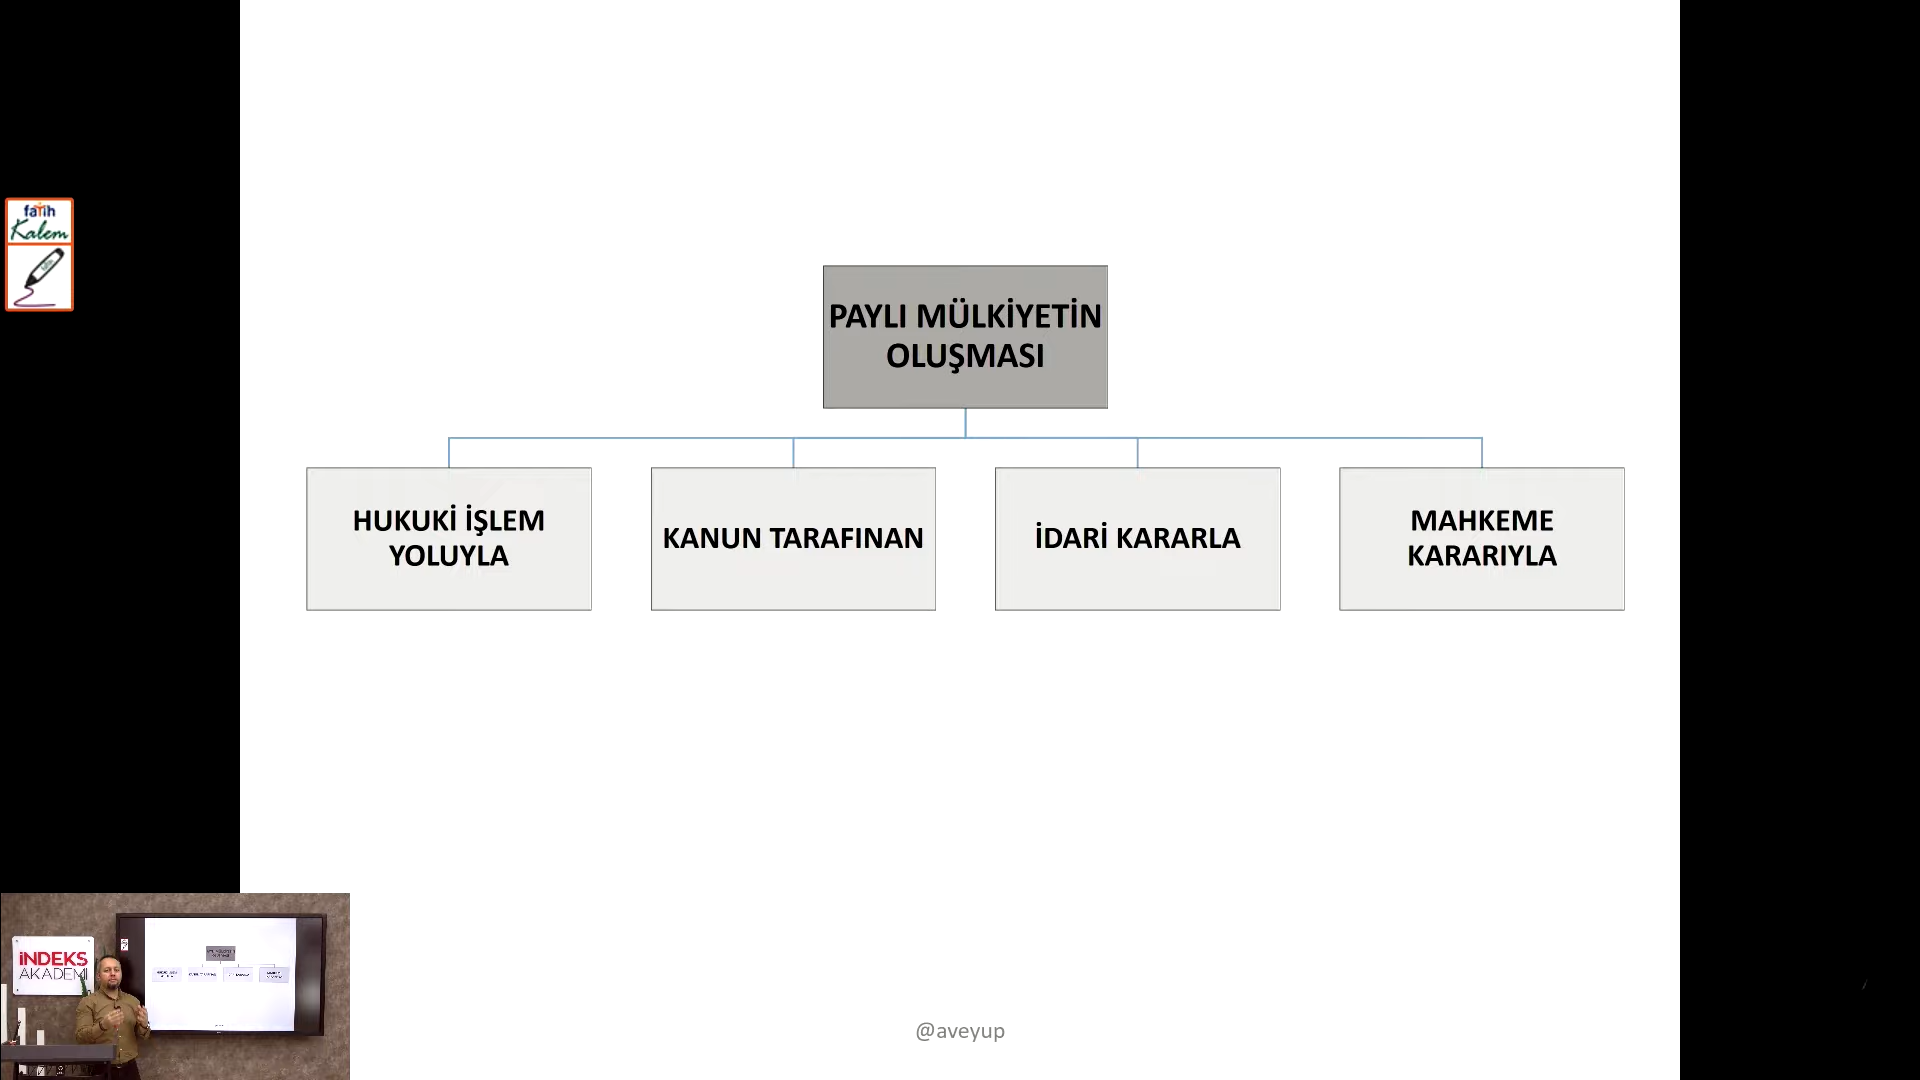 fatih
Kalem
PAYLI MÜLKİYETİN
OLUŞMASI
HUKUKİ İŞLEM
YOLUYLA
KANUN TARAFINAN
İDARİ KARARLA
MAHKEME
KARARIYLA
İNDEKS
AKADEMİ
@aveyup